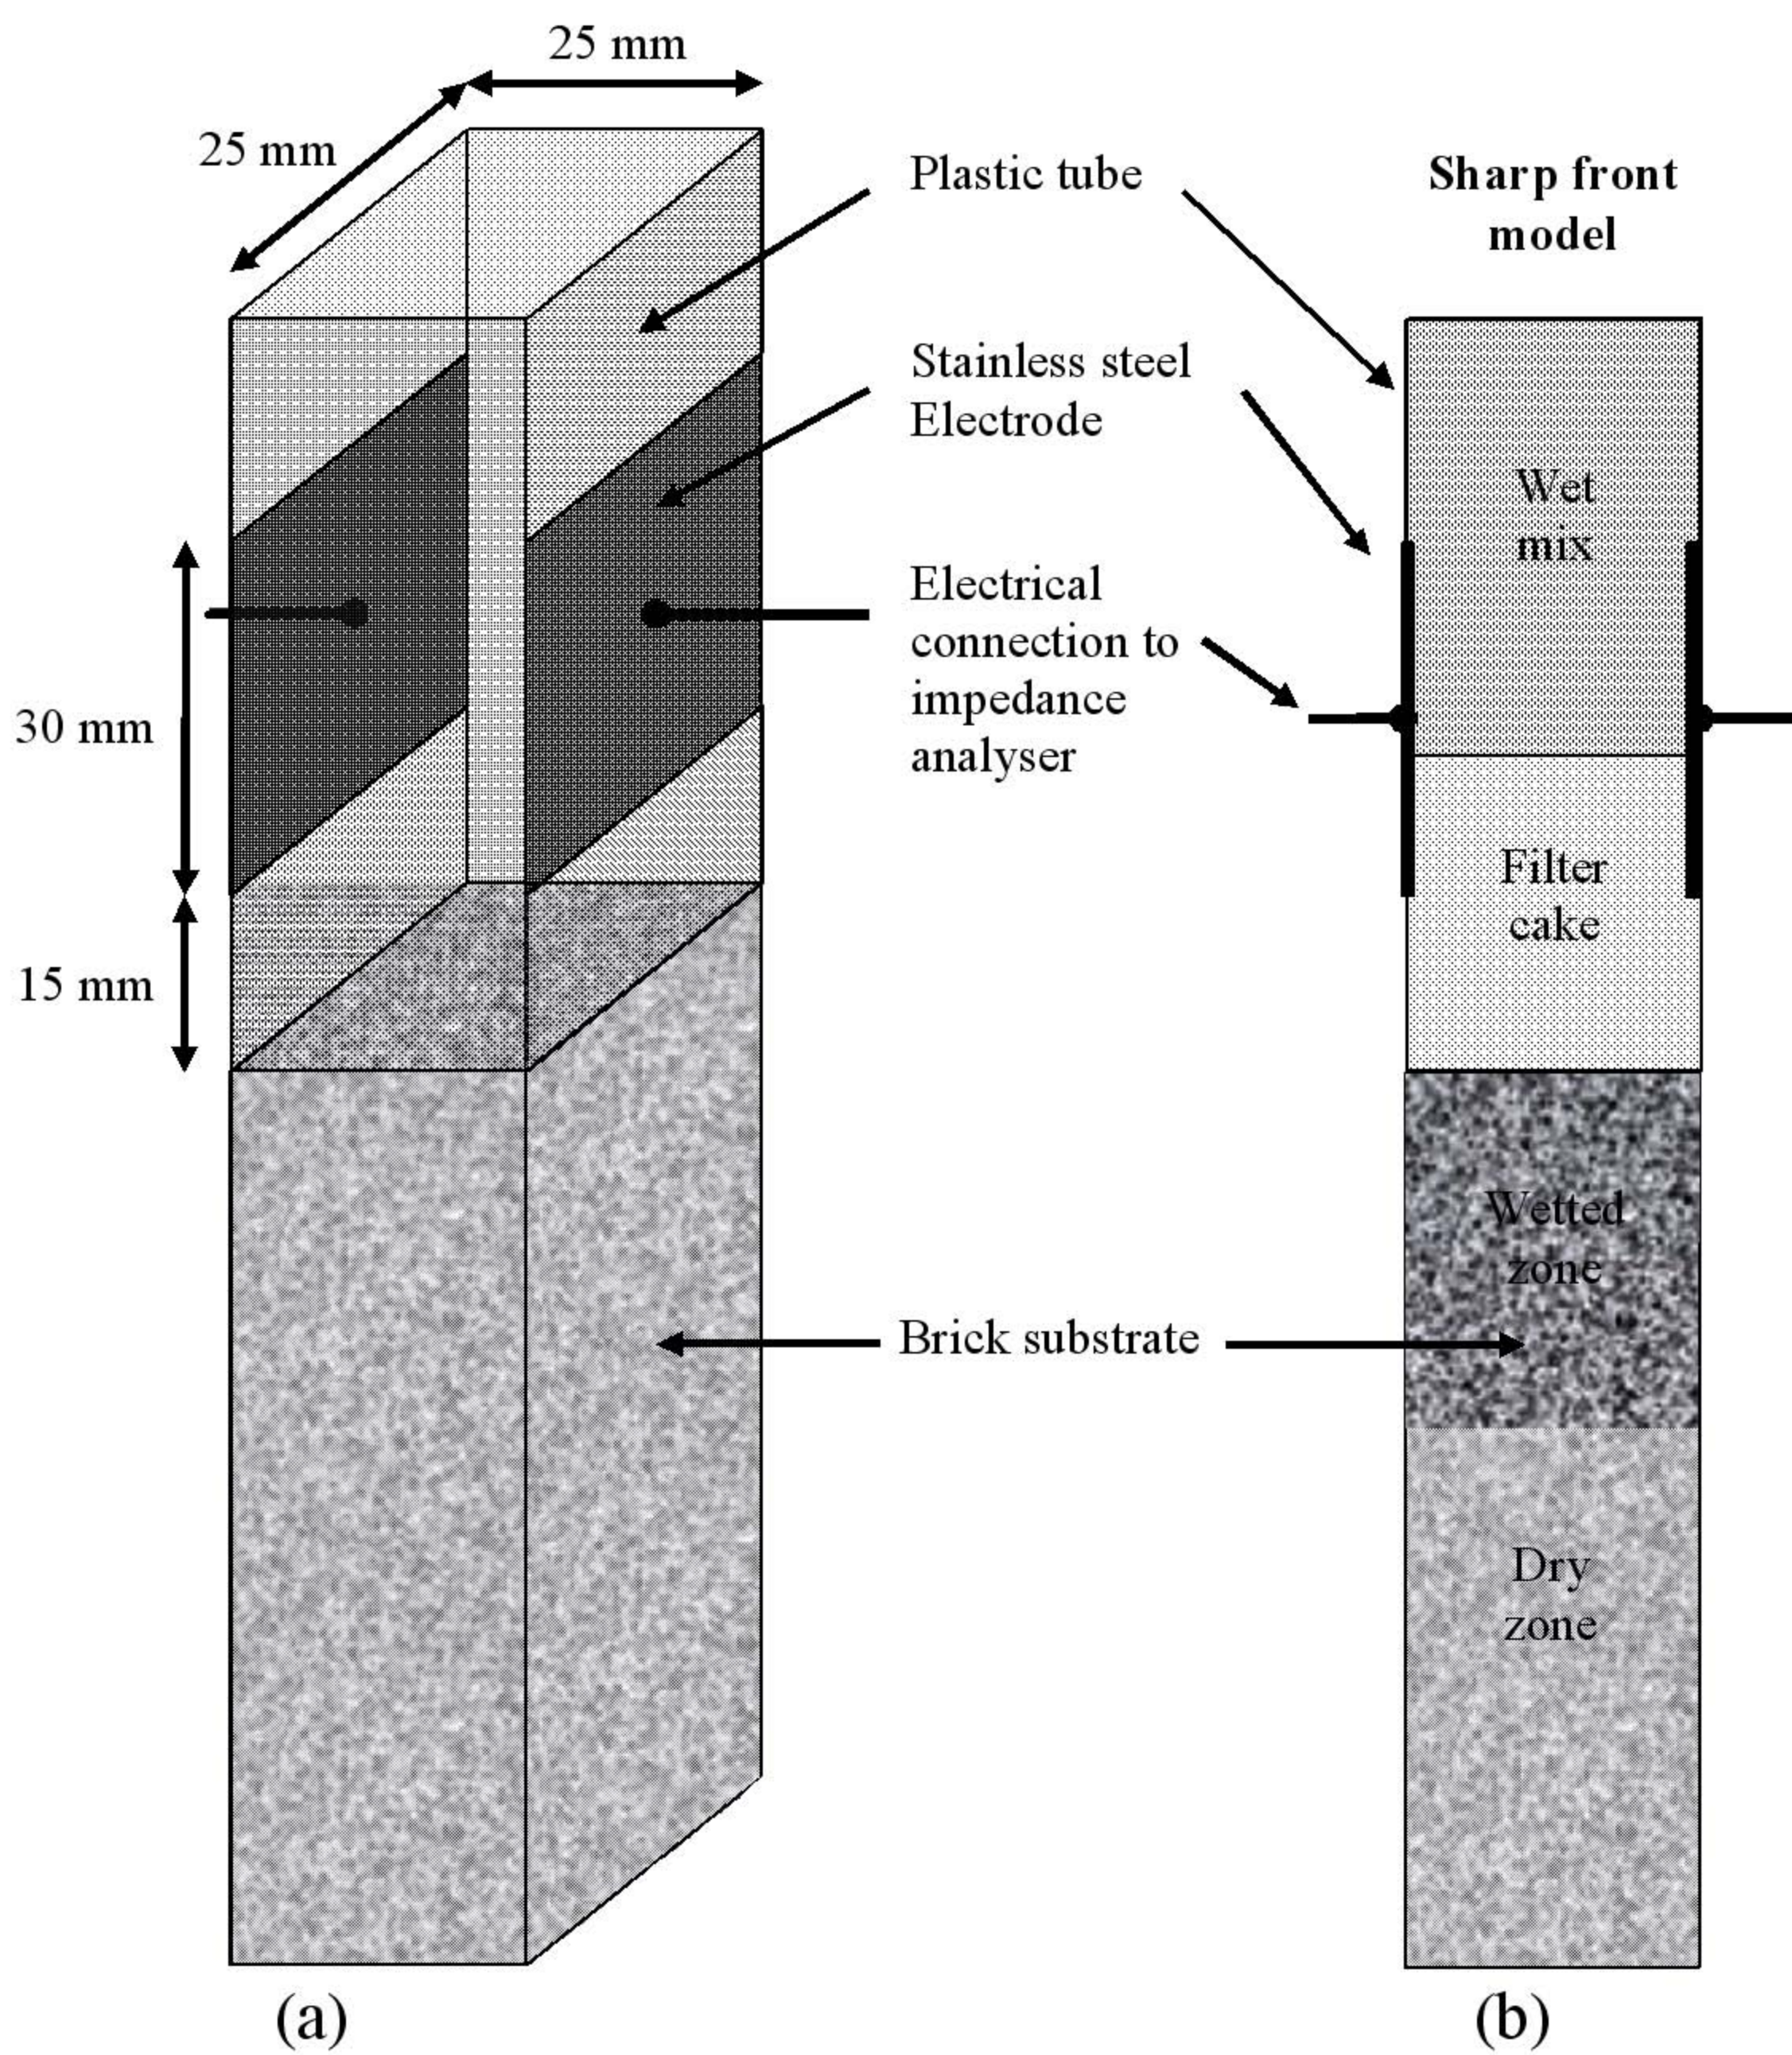 25 mm
25 mm
Plastic tube
Sharp front
model
Stainless steel
Electrode
Wet
mix
Electrical
connection to
impedance
analyser
30 mm
Filter
cake
15 mm
Wetted
zone
Brick substrate
Dry
zone
(a)
(b)